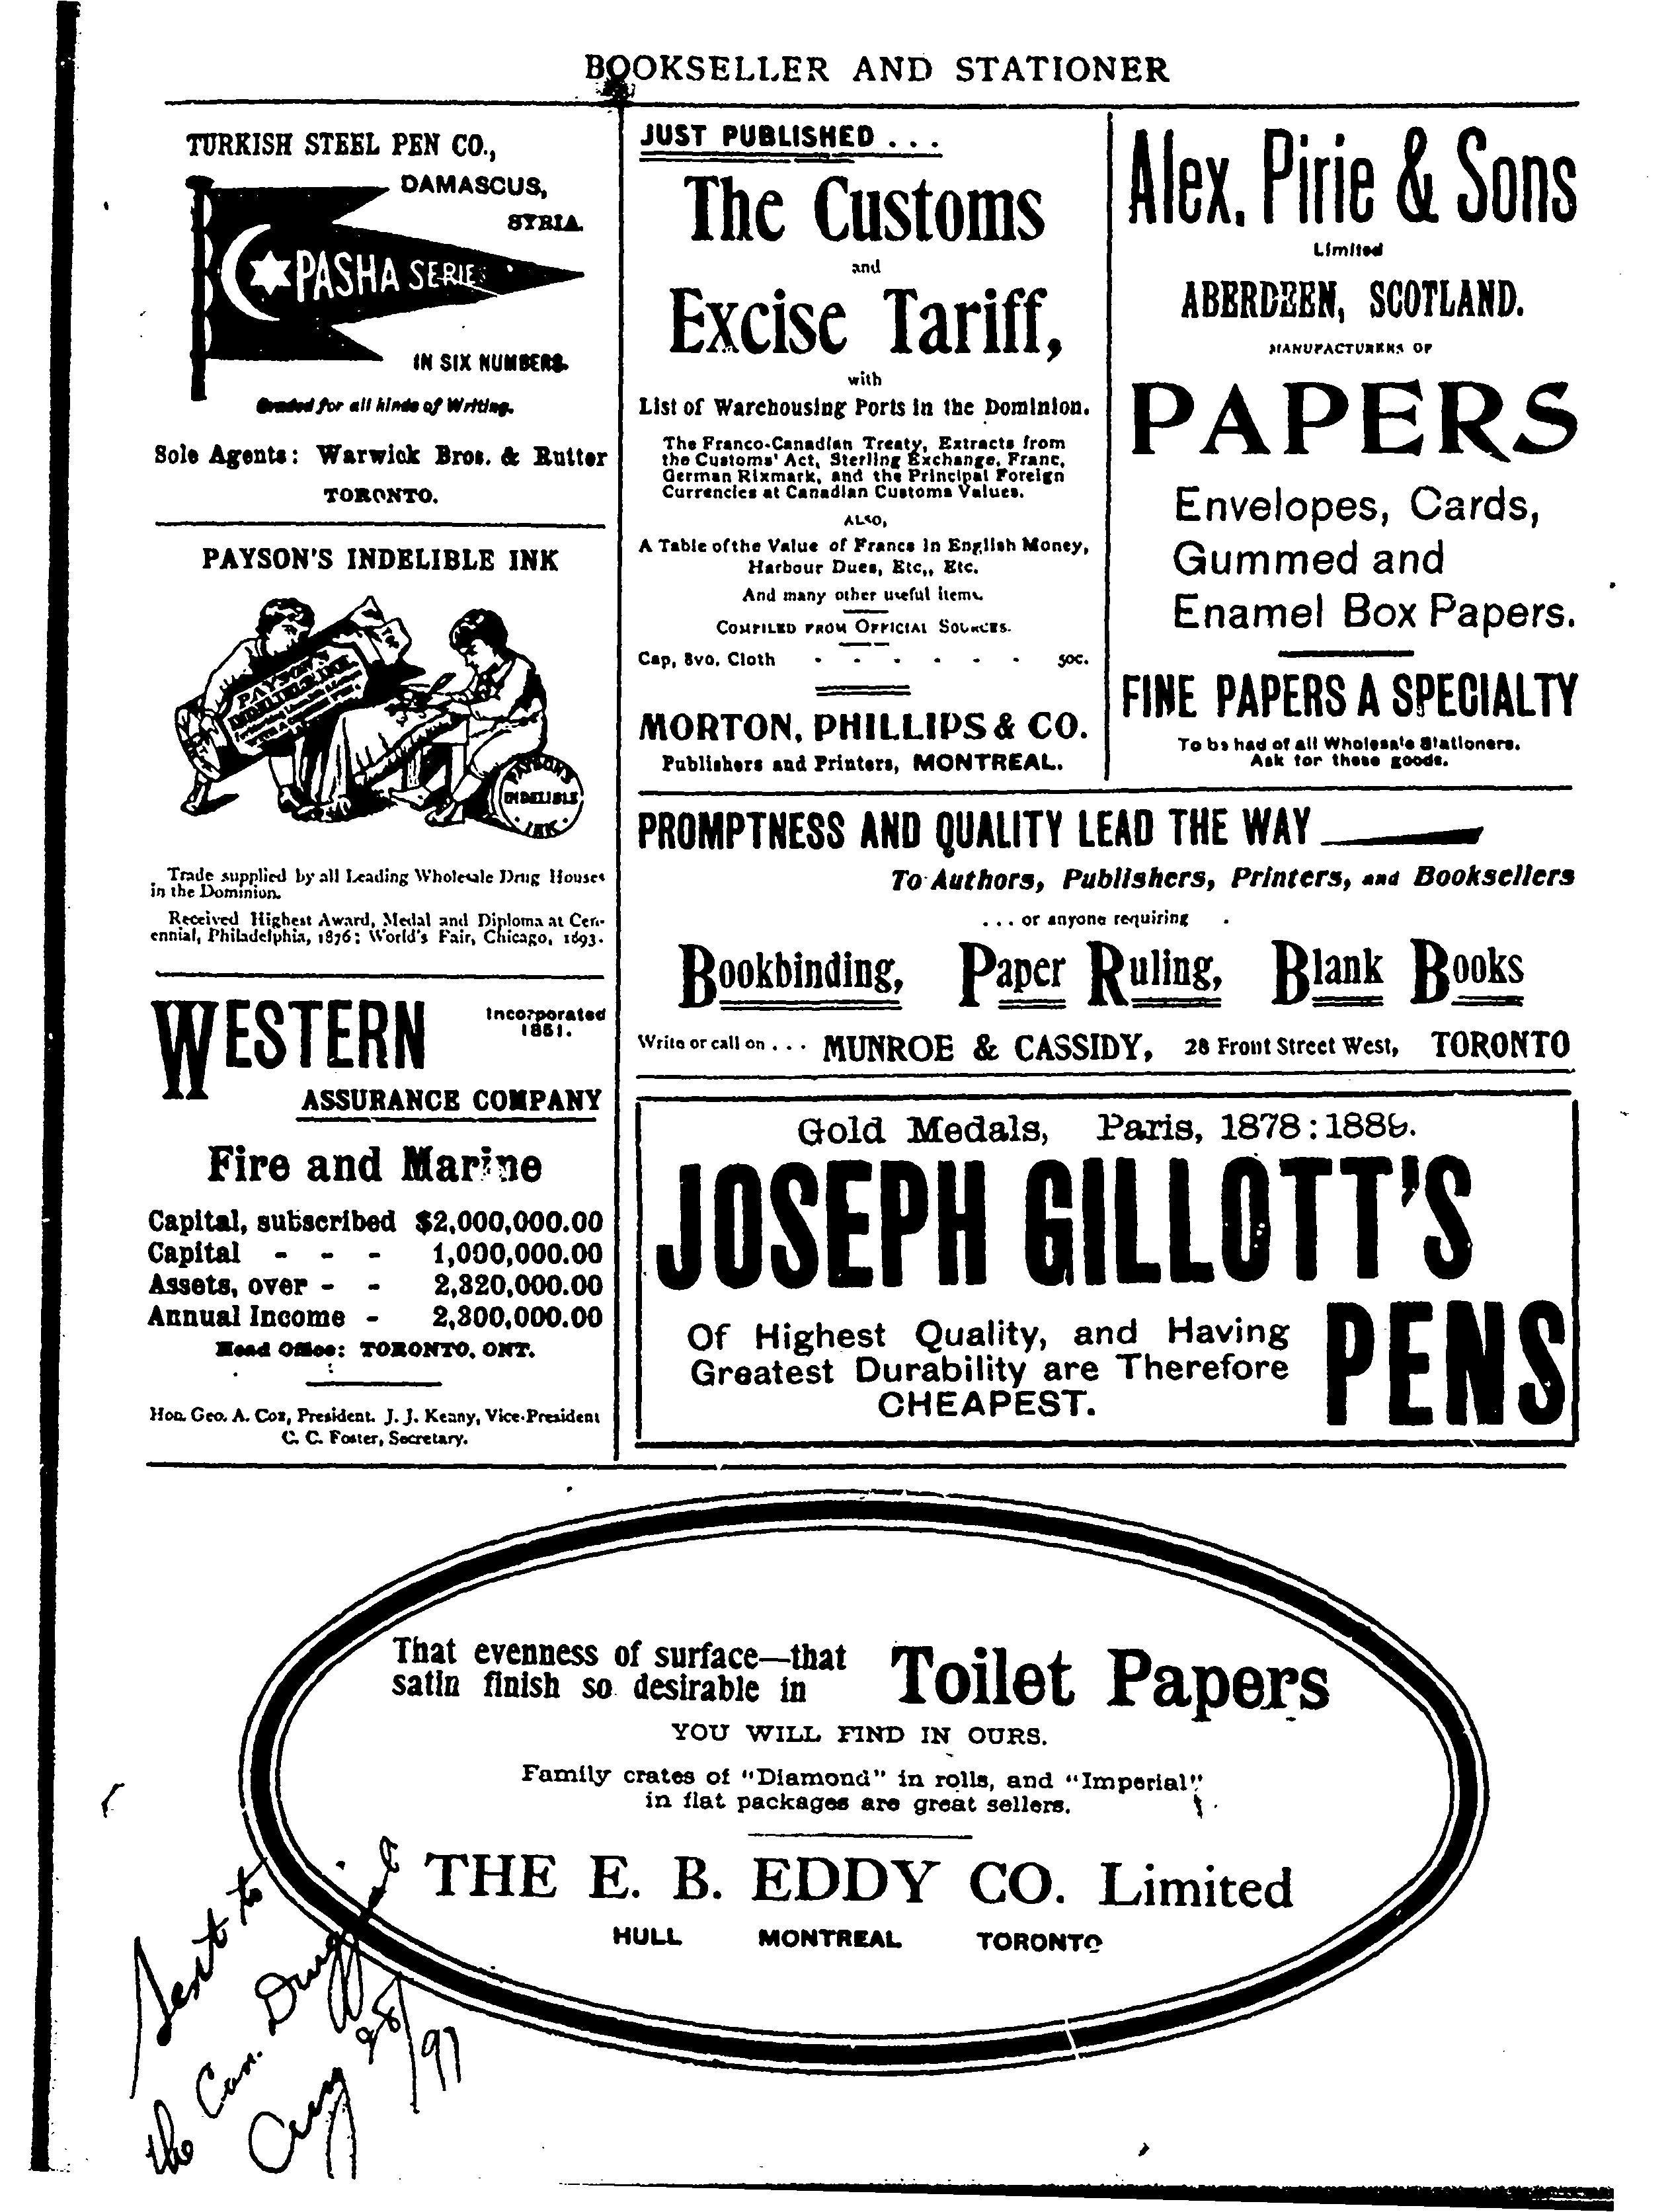 BOOKSELLER AND STATIONER
TURKISH STEEL PEN CO.,
DAMASCUS,
SYRIA.
PASHA SERIES
IN SIX NUMBERS.
Graded for all kinds of Writing.
Sole Agents: Warwick Bros. & Rutter
TORONTO.
PAYSON'S INDELIBLE INK
PAYSON'S
INDELIBLE INK.
PAYSON'S
INDELIBLE
INK
Trade supplied by all Leading Wholesale Drug Houses
in the Dominion.
Received Highest Award, Medal and Diploma at Cen-
ennial, Philadelphia, 1876; World's Fair, Chicago, 1893.
WESTERN
Incorporated
1851.
ASSURANCE COMPANY
Fire and Marine
Capital, subscribed $2,000,000.00
Capital - - - 1,000,000.00
Assets, over - - 2,320,000.00
Annual Income - 2,300,000.00
Head Office: TORONTO, ONT.
Hon. Geo. A. Cox, President. J. J. Kenny, Vice-President
C. C. Foster, Secretary.
JUST PUBLISHED . . .
The Customs
and
Excise Tariff,
with
List of Warehousing Ports in the Dominion.
The Franco-Canadian Treaty, Extracts from
the Customs' Act, Sterling Exchange, Franc,
German Rixmark, and the Principal Foreign
Currencies at Canadian Customs Values.
ALSO,
A Table of the Value of Francs in English Money,
Harbour Dues, Etc,, Etc.
And many other useful items.
COMPILED FROM OFFICIAL SOURCES.
Cap, 8vo. Cloth - - - - - - 50c.
MORTON, PHILLIPS & CO.
Publishers and Printers, MONTREAL.
Alex. Pirie & Sons
Limited
ABERDEEN, SCOTLAND.
MANUFACTURERS OF
PAPERS
Envelopes, Cards,
Gummed and
Enamel Box Papers.
FINE PAPERS A SPECIALTY
To be had of all Wholesale Stationers.
Ask for these goods.
PROMPTNESS AND QUALITY LEAD THE WAY
To Authors, Publishers, Printers, and Booksellers
. . . or anyone requiring
Bookbinding, Paper Ruling, Blank Books
Write or call on . . . MUNROE & CASSIDY, 28 Front Street West, TORONTO
Gold Medals, Paris, 1878: 1889.
JOSEPH GILLOTT'S
Of Highest Quality, and Having
Greatest Durability are Therefore
CHEAPEST.
PENS
That evenness of surface—that
satin finish so desirable in
Toilet Papers
YOU WILL FIND IN OURS.
Family crates of "Diamond" in rolls, and "Imperial"
in flat packages are great sellers.
THE E. B. EDDY CO. Limited
HULL MONTREAL TORONTO
Sent to
the Can. Druggist
Aug 28/97